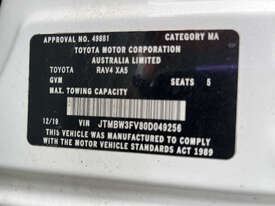 APPROVAL NO. 49881 CATEGORY MA
TOYOTA MOTOR CORPORATION
AUSTRALIA LIMITED
TOYOTA RAV4 XA5
GVM SEATS 5
MAX. TOWING CAPACITY
12/19 VIN JTMBW3FV80D049256
THIS VEHICLE WAS MANUFACTURED TO COMPLY
WITH THE MOTOR VEHICLE STANDARDS ACT 1989